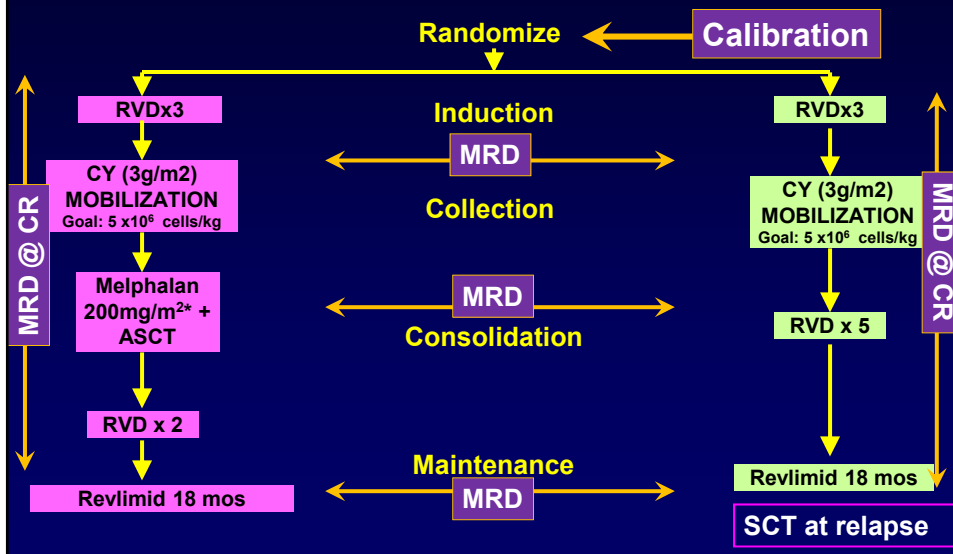 Randomize
Calibration
RVDx3
Induction
RVDx3
MRD
CY (3g/m2)
MOBILIZATION
Goal: 5 x10⁶ cells/kg
Collection
CY (3g/m2)
MOBILIZATION
Goal: 5 x10⁶ cells/kg
MRD @ CR
MRD @ CR
Melphalan
200mg/m²* +
ASCT
MRD
Consolidation
RVD x 5
RVD x 2
Maintenance
MRD
Revlimid 18 mos
Revlimid 18 mos
SCT at relapse